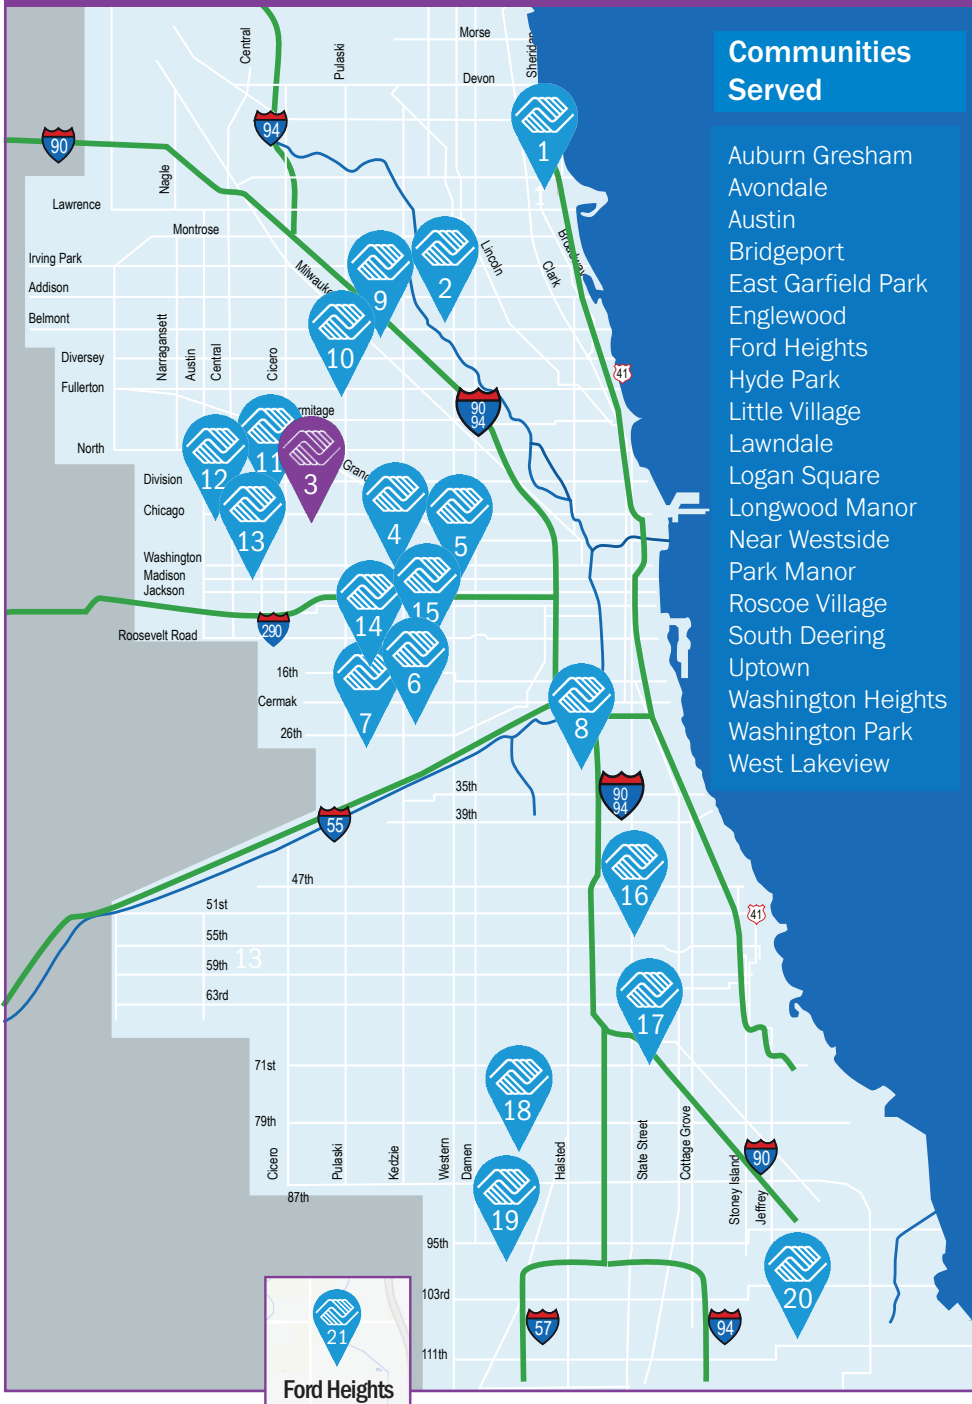 Communities
Served
Auburn Gresham
Avondale
Austin
Bridgeport
East Garfield Park
Englewood
Ford Heights
Hyde Park
Little Village
Lawndale
Logan Square
Longwood Manor
Near Westside
Park Manor
Roscoe Village
South Deering
Uptown
Washington Heights
Washington Park
West Lakeview
Morse
Central
Pulaski
Sheridan
Devon
94
90
1
1
Nagle
Lawrence
Montrose
Lincoln
Broadway
Clark
Irving Park
Milwauke
9
2
Addison
Belmont
10
Narragansett
Austin
Central
Cicero
Diversey
41
Fullerton
90
94
rmitage
North
12
11
3
Grand
Division
Chicago
4
5
13
Washington
Madison
Jackson
15
14
290
Roosevelt Road
16th
6
Cermak
7
8
26th
35th
90
94
39th
55
47th
16
51st
41
55th
13
59th
63rd
17
71st
18
79th
Cicero
Pulaski
Kedzie
Western
Damen
Halsted
State Street
Cottage Grove
Stoney Island
Jeffrey
90
87th
19
95th
103rd
20
57
94
21
111th
Ford Heights